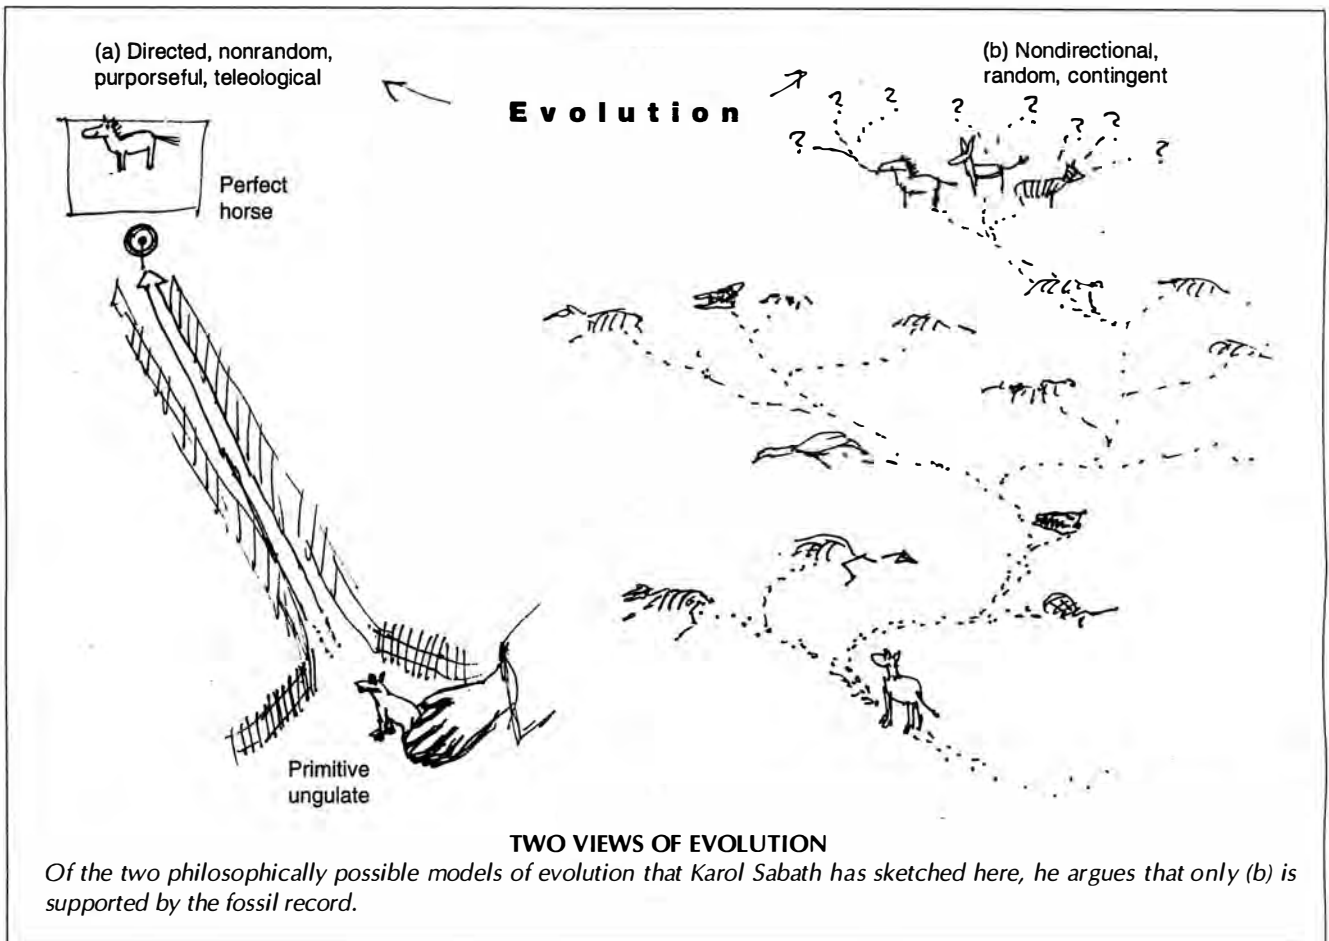 (a) Directed, nonrandom,
purporseful, teleological
Evolution
(b) Nondirectional,
random, contingent
? ? ? ? ? ? ? ?
Perfect
horse
Primitive
ungulate
TWO VIEWS OF EVOLUTION
Of the two philosophically possible models of evolution that Karol Sabath has sketched here, he argues that only (b) is
supported by the fossil record.